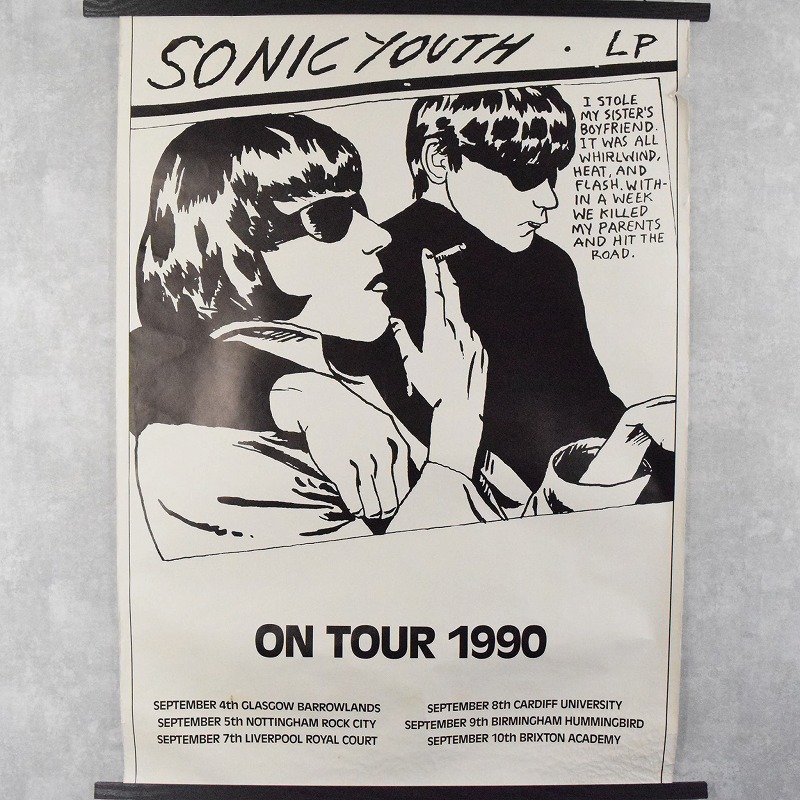 SONIC YOUTH · LP
I STOLE
MY SISTER'S
BOYFRIEND.
IT WAS ALL
WHIRLWIND,
HEAT, AND
FLASH. WITH-
IN A WEEK
WE KILLED
MY PARENTS
AND HIT THE
ROAD.
ON TOUR 1990
SEPTEMBER 4th GLASGOW BARROWLANDS
SEPTEMBER 5th NOTTINGHAM ROCK CITY
SEPTEMBER 7th LIVERPOOL ROYAL COURT
SEPTEMBER 8th CARDIFF UNIVERSITY
SEPTEMBER 9th BIRMINGHAM HUMMINGBIRD
SEPTEMBER 10th BRIXTON ACADEMY